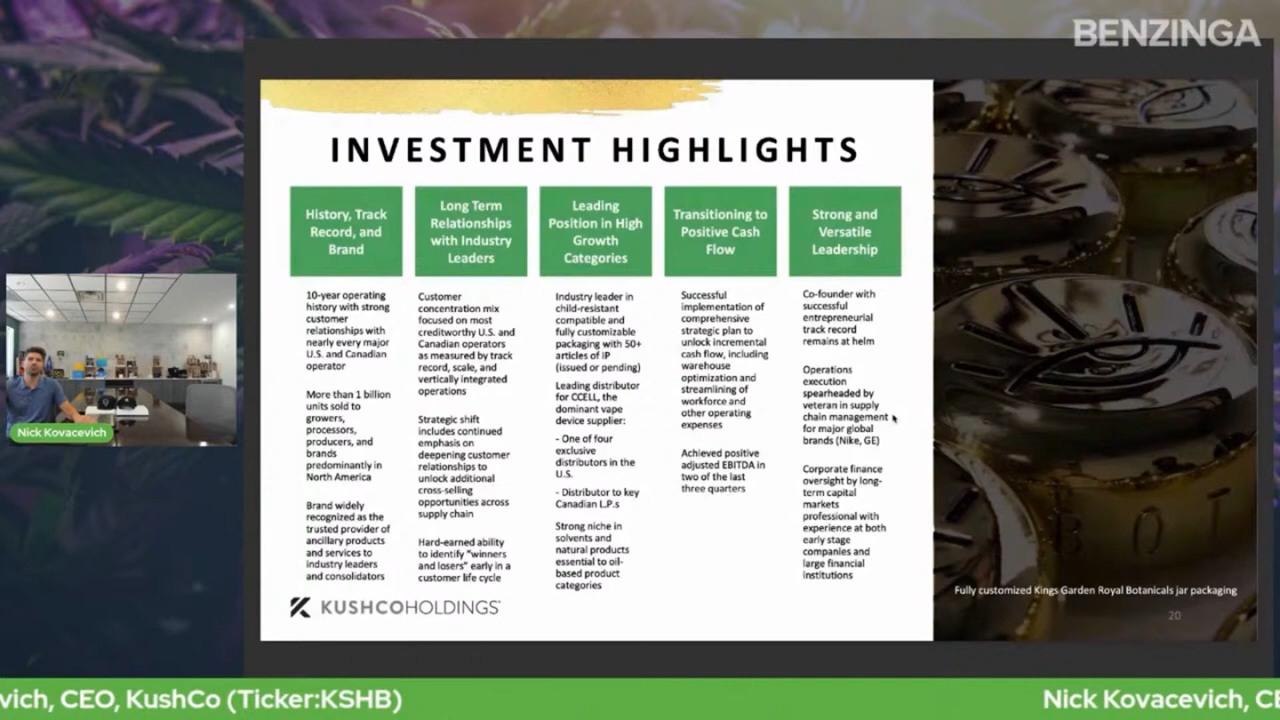 BENZINGA
INVESTMENT HIGHLIGHTS
History, Track
Record, and
Brand
10-year operating
history with strong
customer
relationships with
nearly every major
U.S. and Canadian
operator
More than 1 billion
units sold to
growers,
processors,
producers, and
brands
predominantly in
North America
Brand widely
recognized as the
trusted provider of
ancillary products
and services to
industry leaders
and consolidators
Long Term
Relationships
with Industry
Leaders
Customer
concentration mix
focused on most
creditworthy U.S. and
Canadian operators
as measured by track
record, scale, and
vertically integrated
operations
Strategic shift
includes continued
emphasis on
deepening customer
relationships to
unlock additional
cross-selling
opportunities across
supply chain
Hard-earned ability
to identify "winners
and losers" early in a
customer life cycle
Leading
Position in High
Growth
Categories
Industry leader in
child-resistant
compatible and
fully customizable
packaging with 50+
articles of IP
(issued or pending)
Leading distributor
for CCELL, the
dominant vape
device supplier:
- One of four
exclusive
distributors in the
U.S.
- Distributor to key
Canadian L.P.s
Strong niche in
solvents and
natural products
essential to oil-
based product
categories
Transitioning to
Positive Cash
Flow
Successful
implementation of
comprehensive
strategic plan to
unlock incremental
cash flow, including
warehouse
optimization and
streamlining of
workforce and
other operating
expenses
Achieved positive
adjusted EBITDA in
two of the last
three quarters
Strong and
Versatile
Leadership
Co-founder with
successful
entrepreneurial
track record
remains at helm
Operations
execution
spearheaded by
veteran in supply
chain management
for major global
brands (Nike, GE)
Corporate finance
oversight by long-
term capital
markets
professional with
experience at both
early stage
companies and
large financial
institutions
KUSHCOHOLDINGS
BOT
Fully customized Kings Garden Royal Botanicals jar packaging
20
Nick Kovacevich
vich, CEO, KushCo (Ticker:KSHB)
Nick Kovacevich, CE